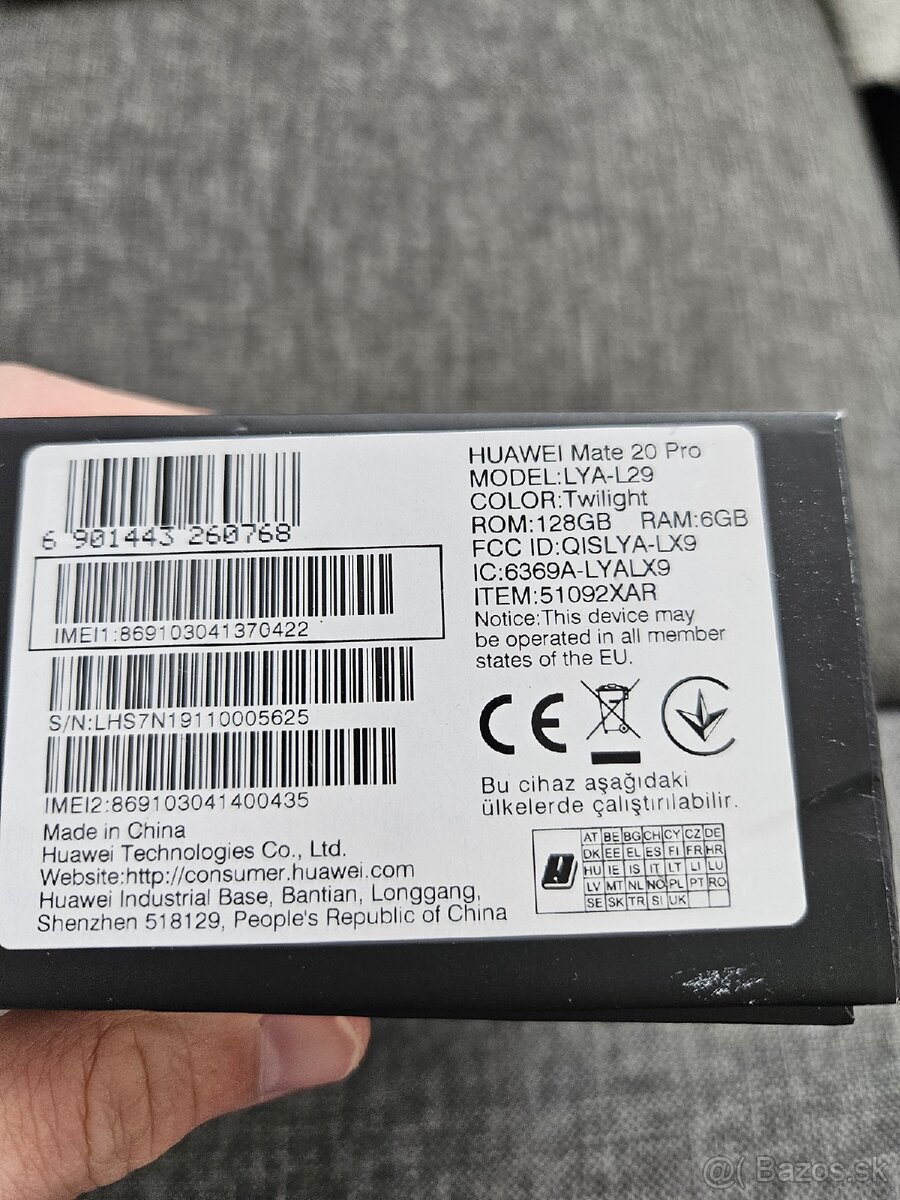 6 901443 260768
IMEI1:869103041370422
S/N:LHS7N19110005625
IMEI2:869103041400435
Made in China
Huawei Technologies Co., Ltd.
Website:http://consumer.huawei.com
Huawei Industrial Base, Bantian, Longgang,
Shenzhen 518129, People's Republic of China
HUAWEI Mate 20 Pro
MODEL:LYA-L29
COLOR:Twilight
ROM:128GB RAM:6GB
FCC ID:QISLYA-LX9
IC:6369A-LYALX9
ITEM:51092XAR
Notice:This device may
be operated in all member
states of the EU.
CE
Bu cihaz aşağıdaki
ülkelerde çalıştırılabilir.
AT BE BG CH CY CZ DE
DK EE EL ES FI FR HR
HU IE IS IT LT LI LU
LV MT NL NO PL PT RO
SE SK TR SI UK
@( Bazos.sk